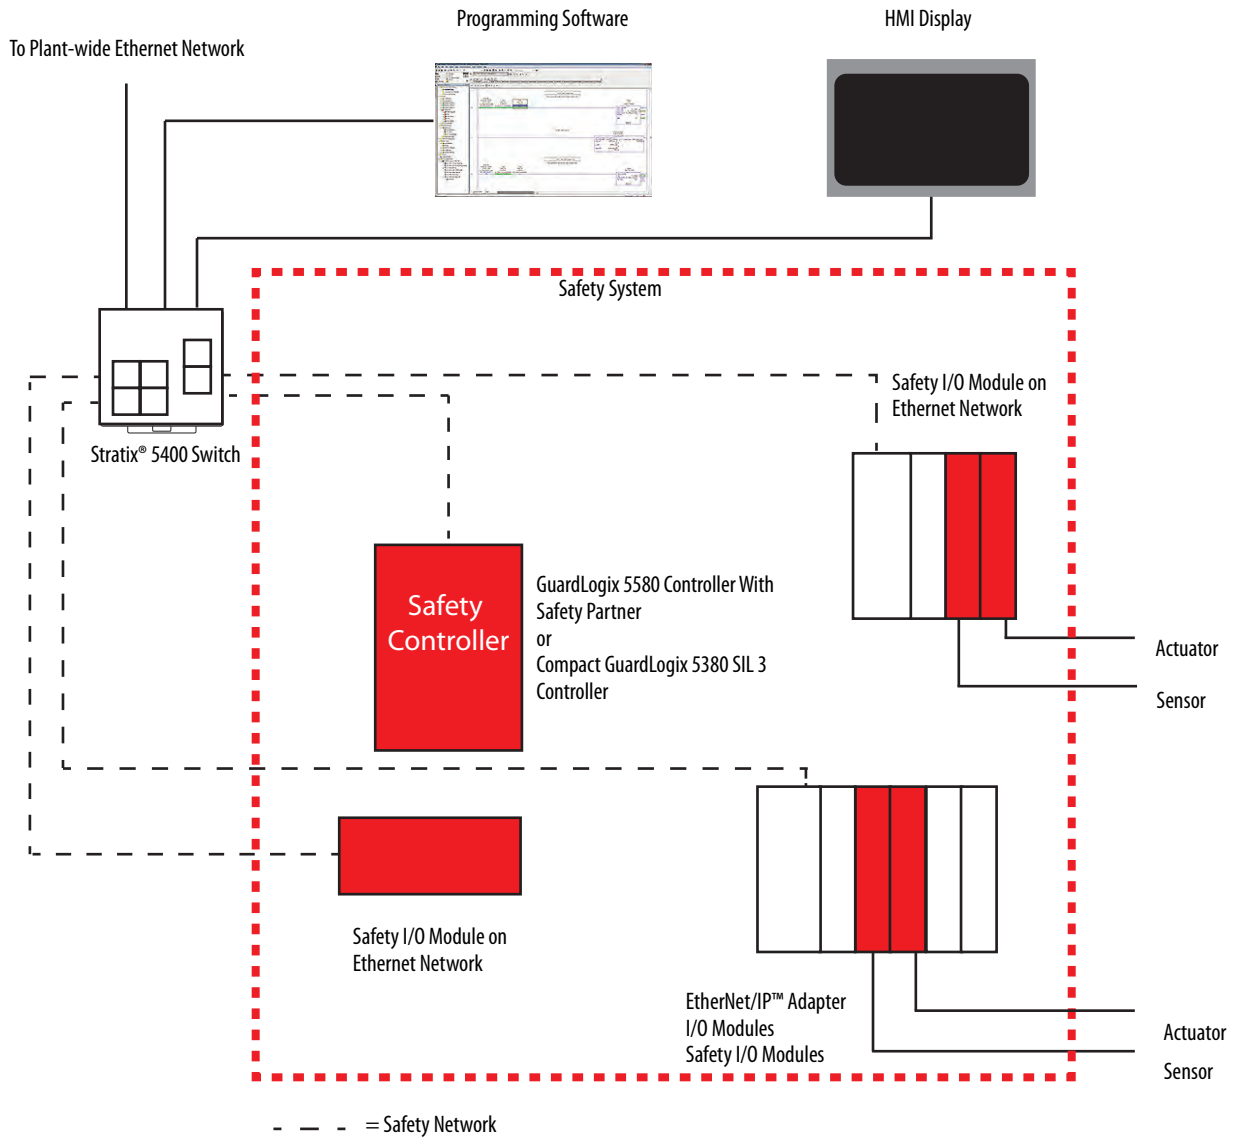 Programming Software
HMI Display
To Plant-wide Ethernet Network
Safety System
Safety I/O Module on
Ethernet Network
Stratix® 5400 Switch
Safety
Controller
GuardLogix 5580 Controller With
Safety Partner
or
Compact GuardLogix 5380 SIL 3
Controller
Actuator
Sensor
Safety I/O Module on
Ethernet Network
EtherNet/IP™ Adapter
I/O Modules
Safety I/O Modules
Actuator
Sensor
= Safety Network